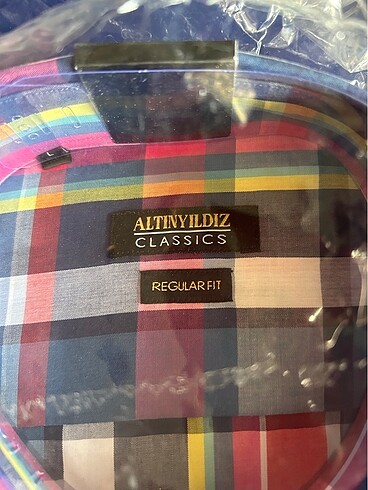 L
ALTINYILDIZ
CLASSICS
REGULAR FIT